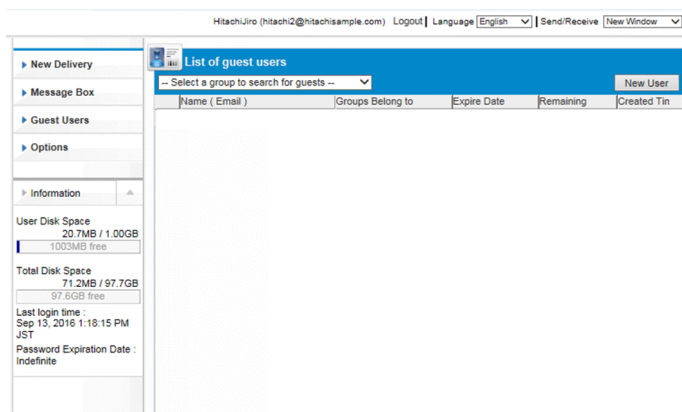 HitachiJiro (hitachi2@hitachisample.com) Logout Language English Send/Receive New Window
New Delivery
Message Box
Guest Users
Options
Information
User Disk Space
20.7MB / 1.00GB
1003MB free
Total Disk Space
71.2MB / 97.7GB
97.6GB free
Last login time :
Sep 13, 2016 1:18:15 PM
JST
Password Expiration Date :
Indefinite
List of guest users
-- Select a group to search for guests --
New User
Name ( Email ) Groups Belong to Expire Date Remaining Created Tin